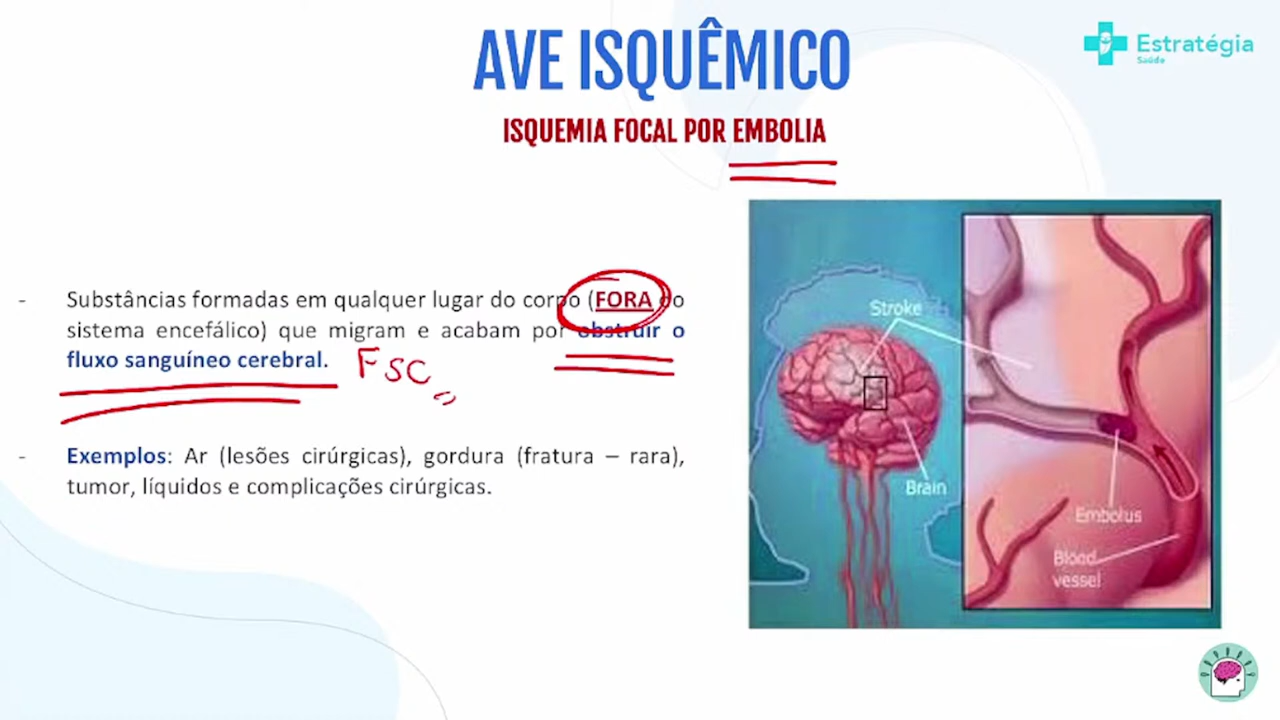 AVE ISQUÊMICO
Estratégia
Saúde
ISQUEMIA FOCAL POR EMBOLIA
- Substâncias formadas em qualquer lugar do corpo (FORA do
sistema encefálico) que migram e acabam por obstruir o
fluxo sanguíneo cerebral.
FSC
- Exemplos: Ar (lesões cirúrgicas), gordura (fratura – rara),
tumor, líquidos e complicações cirúrgicas.
Stroke
Brain
Embolus
Blood
vessel